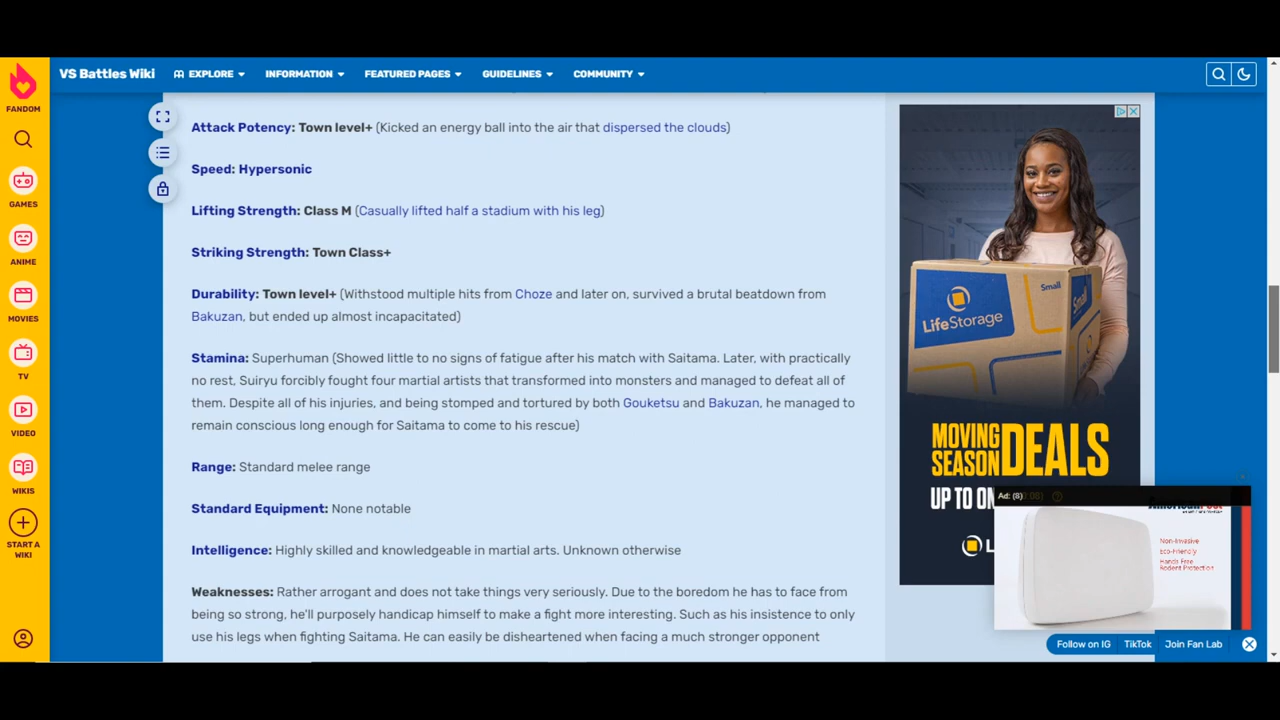 VS Battles Wiki
EXPLORE
INFORMATION
FEATURED PAGES
GUIDELINES
COMMUNITY
FANDOM
GAMES
ANIME
MOVIES
TV
VIDEO
WIKIS
START A
WIKI
Attack Potency: Town level+ (Kicked an energy ball into the air that dispersed the clouds)
Speed: Hypersonic
Lifting Strength: Class M (Casually lifted half a stadium with his leg)
Striking Strength: Town Class+
Durability: Town level+ (Withstood multiple hits from Choze and later on, survived a brutal beatdown from
Bakuzan, but ended up almost incapacitated)
Stamina: Superhuman (Showed little to no signs of fatigue after his match with Saitama. Later, with practically
no rest, Suiryu forcibly fought four martial artists that transformed into monsters and managed to defeat all of
them. Despite all of his injuries, and being stomped and tortured by both Gouketsu and Bakuzan, he managed to
remain conscious long enough for Saitama to come to his rescue)
Range: Standard melee range
Standard Equipment: None notable
Intelligence: Highly skilled and knowledgeable in martial arts. Unknown otherwise
Weaknesses: Rather arrogant and does not take things very seriously. Due to the boredom he has to face from
being so strong, he'll purposely handicap himself to make a fight more interesting. Such as his insistence to only
use his legs when fighting Saitama. He can easily be disheartened when facing a much stronger opponent
Small
LifeStorage
MOVING
SEASON
DEALS
UP TO
Ad: (8)
Non-Invasive
Eco-Friendly
Hands Free
Rodent Protection
Follow on IG
TikTok
Join Fan Lab